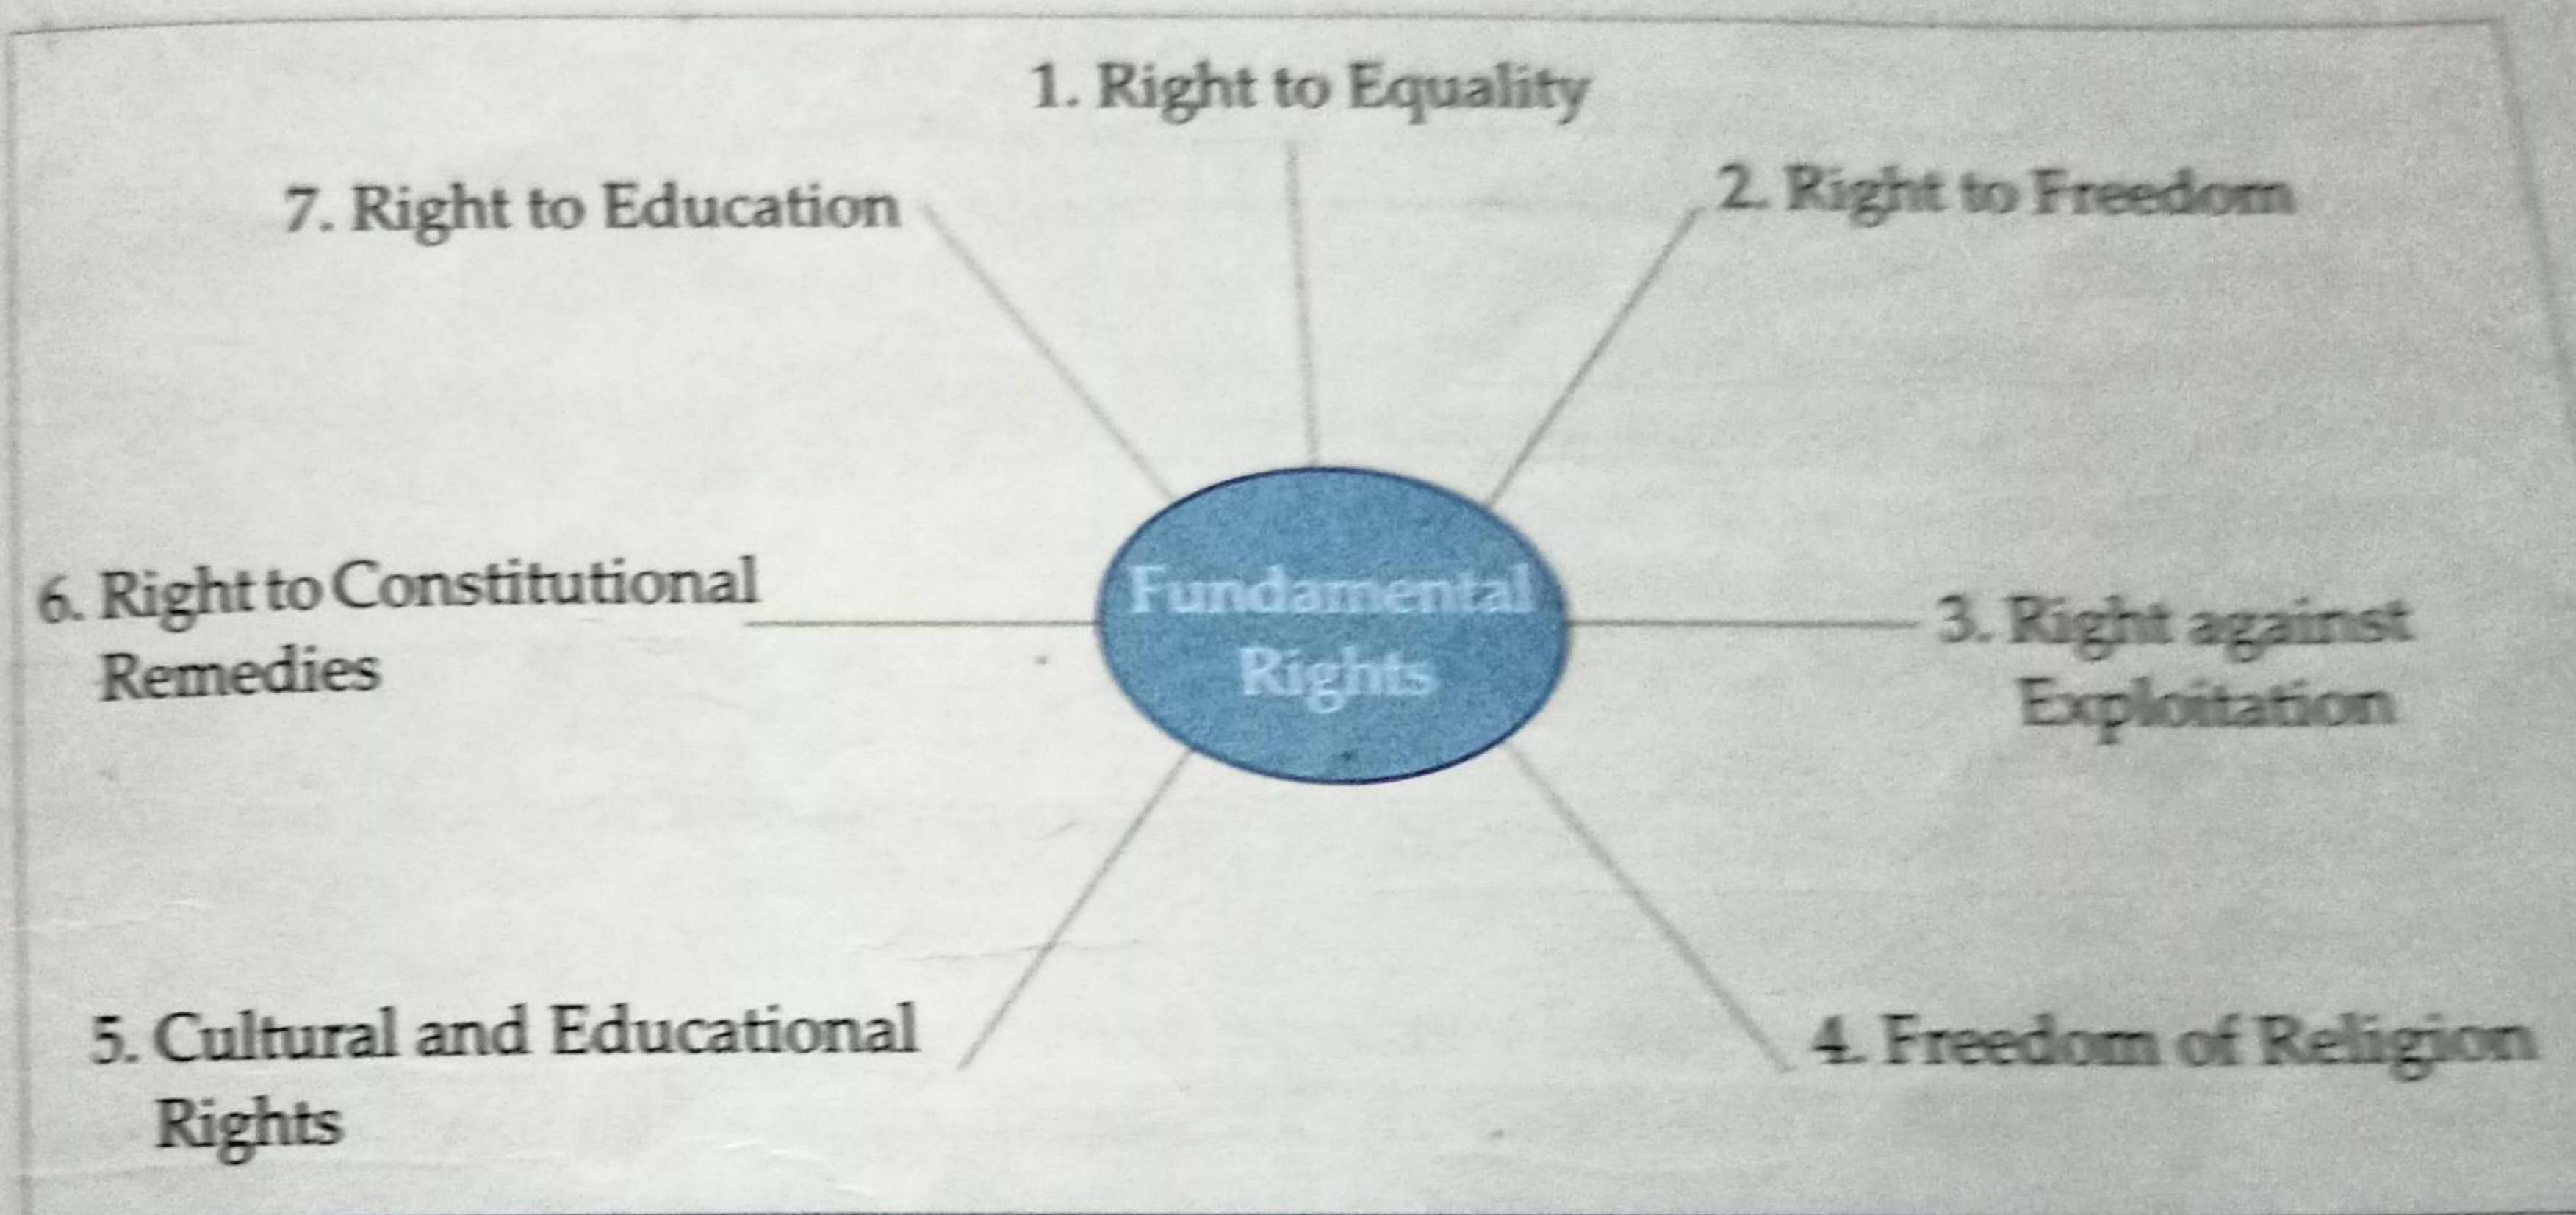 1. Right to Equality
2. Right to Freedom
3. Right against
Exploitation
4. Freedom of Religion
5. Cultural and Educational
Rights
6. Right to Constitutional
Remedies
7. Right to Education
Fundamental
Rights